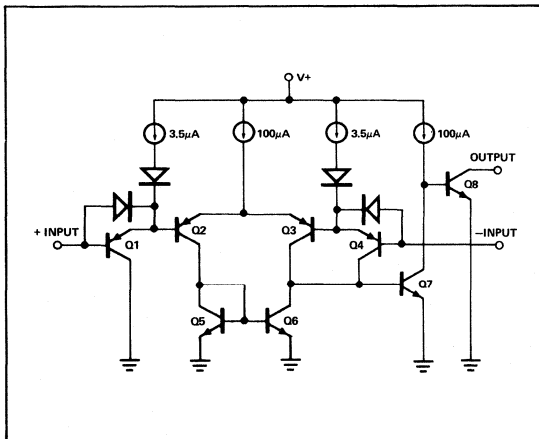 V+
3.5µA
100µA
3.5µA
100µA
OUTPUT
Q8
+ INPUT
Q1
Q2
Q3
Q4
–INPUT
Q5
Q6
Q7